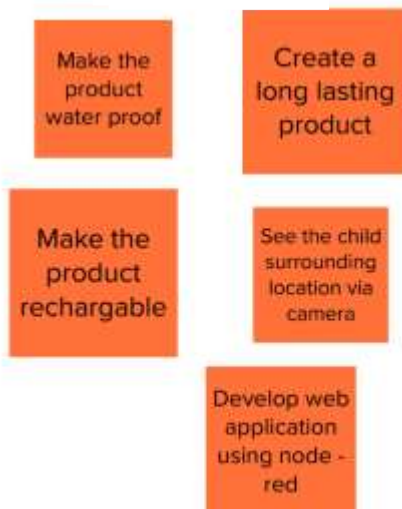 Make the
product
water proof
Create a
long lasting
product
Make the
product
rechargable
See the child
surrounding
location via
camera
Develop web
application
using node -
red